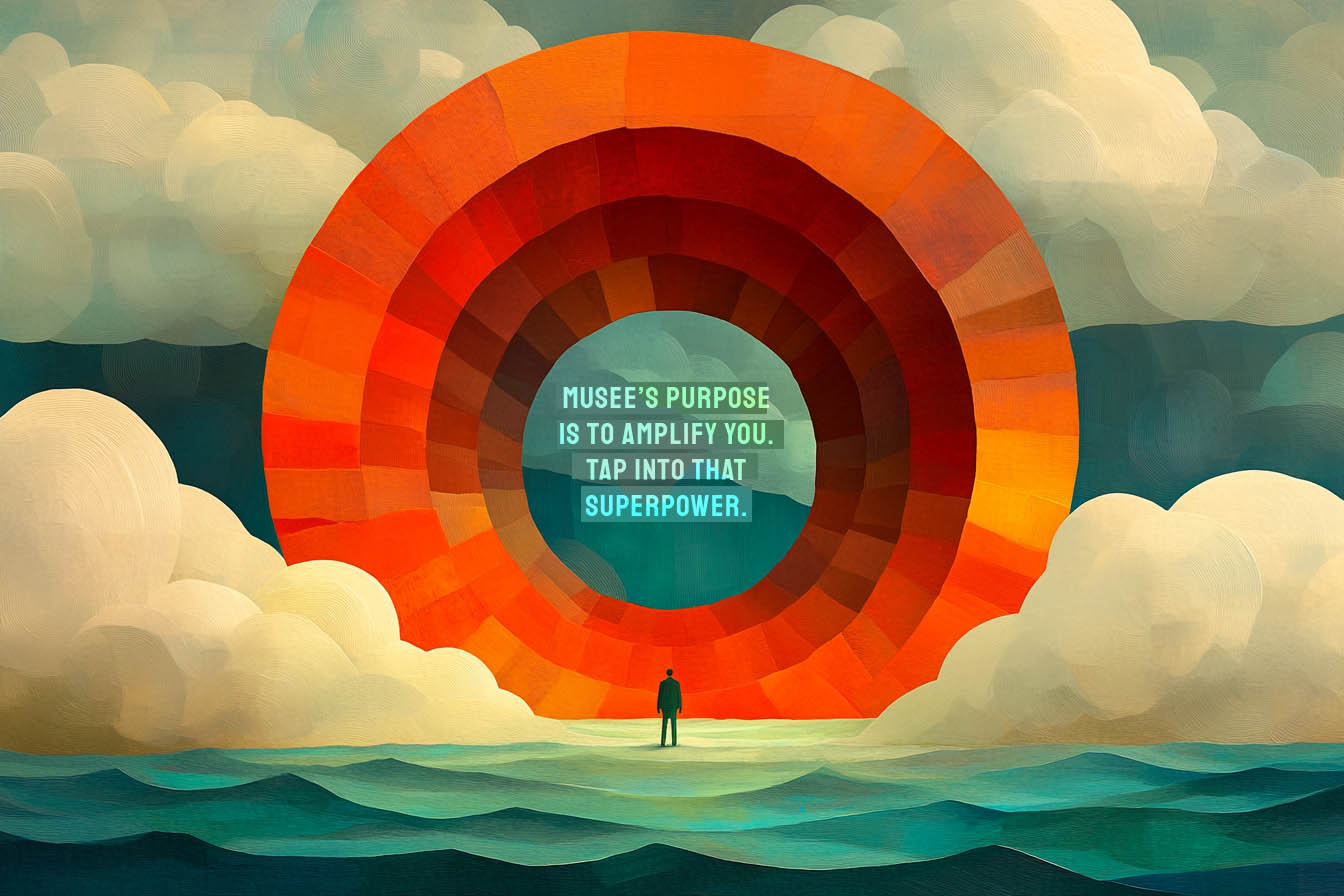 MUSEE'S PURPOSE
IS TO AMPLIFY YOU.
TAP INTO THAT
SUPERPOWER.